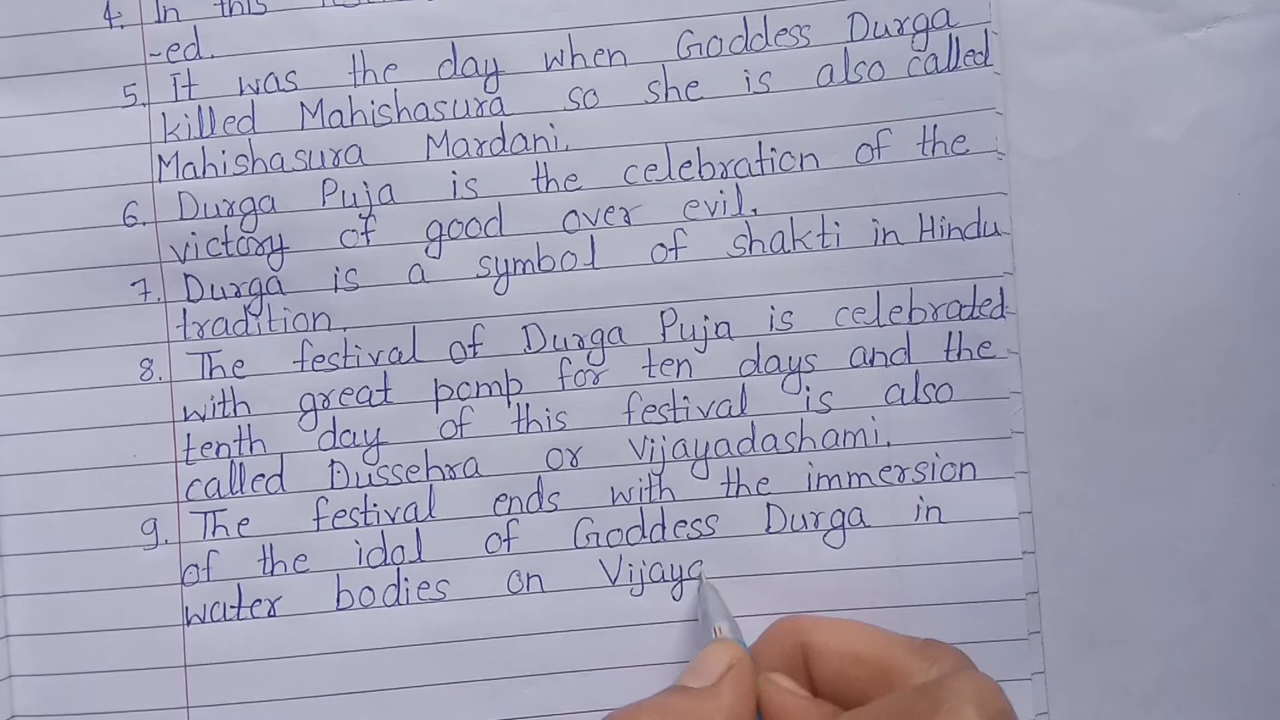 4. In this
-ed.
5. It was the day when Goddess Durga
killed Mahishasura so she is also called
Mahishasura Mardani.
6. Durga Puja is the celebration of the
victory of good over evil.
7. Durga is a symbol of shakti in Hindu
tradition.
8. The festival of Durga Puja is celebrated
with great pomp for ten days and the
tenth day of this festival is also
called Dussehra or Vijayadashami.
9. The festival ends with the immersion
of the idol of Goddess Durga in
water bodies on Vijaya